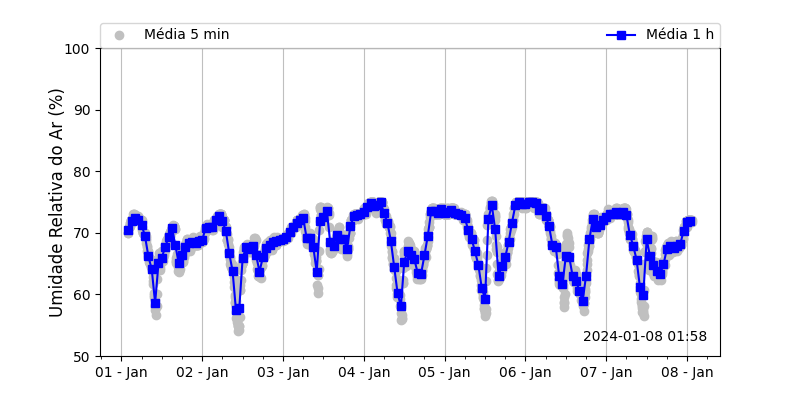 Média 5 min
Média 1 h
Umidade Relativa do Ar (%)
100
90
80
70
60
50
2024-01-08 01:58
01 - Jan
02 - Jan
03 - Jan
04 - Jan
05 - Jan
06 - Jan
07 - Jan
08 - Jan